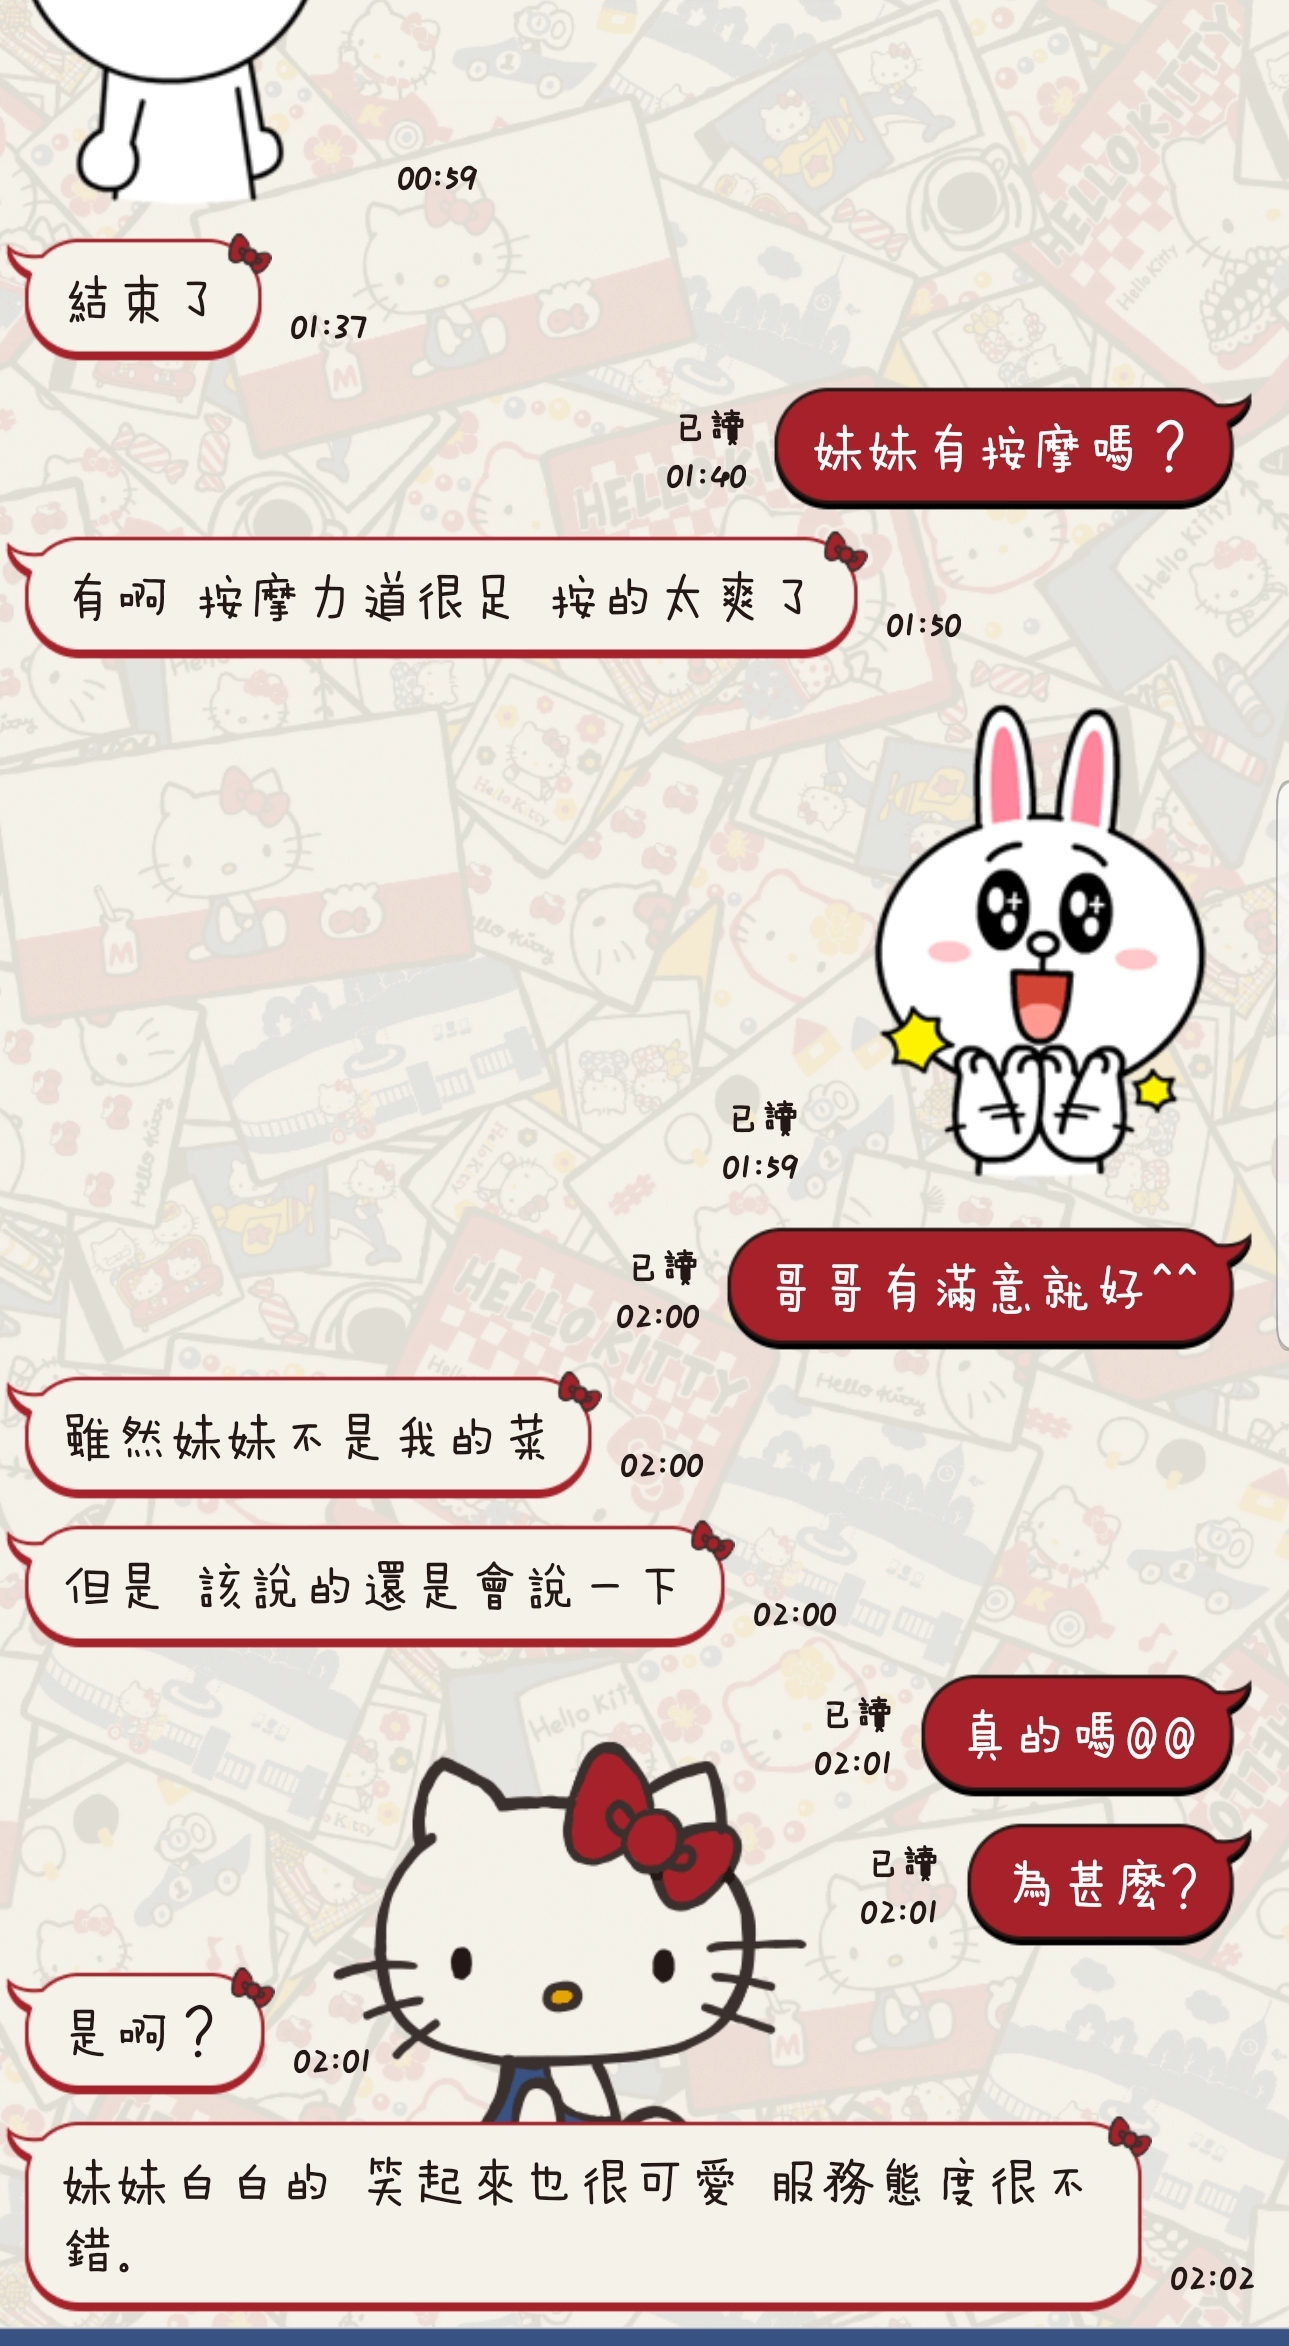 00:59
結束了
01:37
已讀
01:40
妹妹有按摩嗎？
有啊 按摩力道很足 按的太爽了
01:50
已讀
01:59
已讀
02:00
哥哥有滿意就好^^
雖然妹妹不是我的菜
02:00
但是 該說的還是會說一下
02:00
已讀
02:01
真的嗎@@
已讀
02:01
為甚麼?
是啊？
02:01
妹妹白白的 笑起來也很可愛 服務態度很不
錯。
02:02